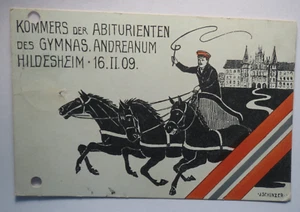 KOMMERS DER ABITURIENTEN
DES GYMNAS. ANDREANUM
HILDESHEIM · 16.II.09.